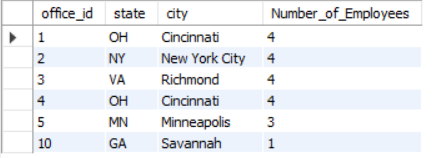 office_id state city Number_of_Employees
1 OH Cincinnati 4
2 NY New York City 4
3 VA Richmond 4
4 OH Cincinnati 4
5 MN Minneapolis 3
10 GA Savannah 1